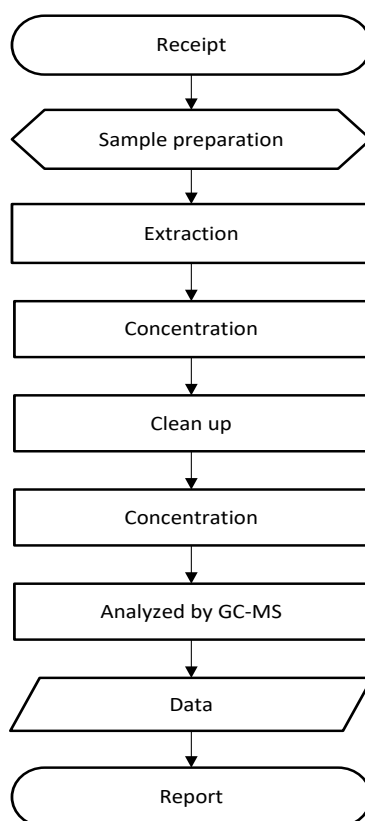 Receipt
Sample preparation
Extraction
Concentration
Clean up
Concentration
Analyzed by GC-MS
Data
Report